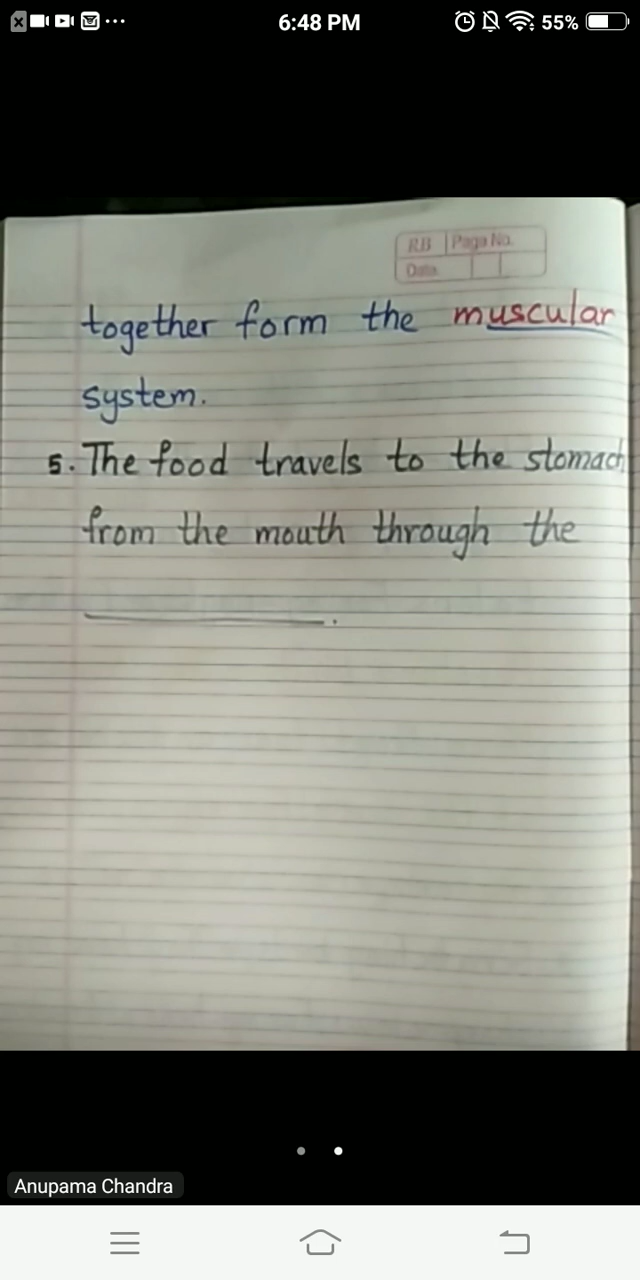 6:48 PM
55%
RB Page No.
Date
together form the muscular
system.
5. The food travels to the stomach
from the mouth through the
.
Anupama Chandra